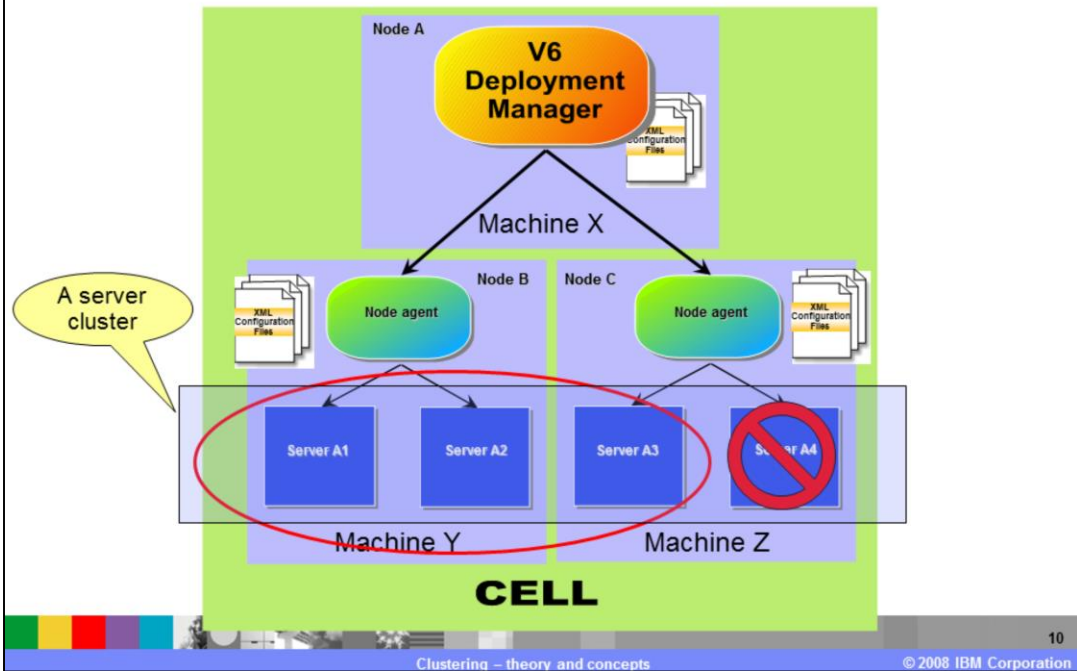 Node A
V6
Deployment
Manager
XML
Configuration
Files
Machine X
A server
cluster
XML
Configuration
Files
Node agent
Node B
Node C
Node agent
XML
Configuration
Files
Server A1
Server A2
Server A3
Server A4
Machine Y
Machine Z
CELL
10
Clustering – theory and concepts
© 2008 IBM Corporation